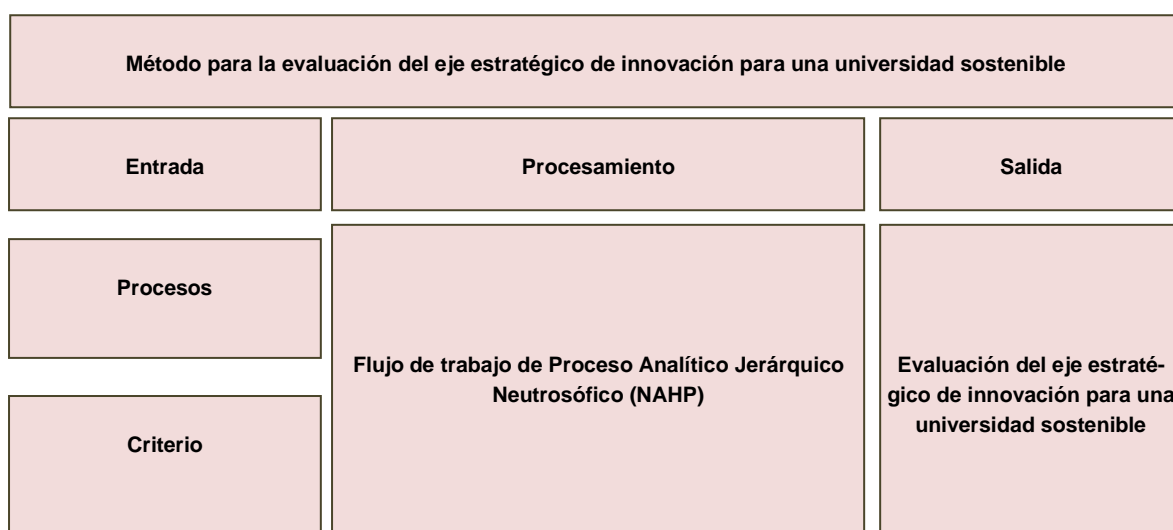 Método para la evaluación del eje estratégico de innovación para una universidad sostenible
Entrada
Procesamiento
Salida
Procesos
Criterio
Flujo de trabajo de Proceso Analítico Jerárquico
Neutrosófico (NAHP)
Evaluación del eje estraté-
gico de innovación para una
universidad sostenible